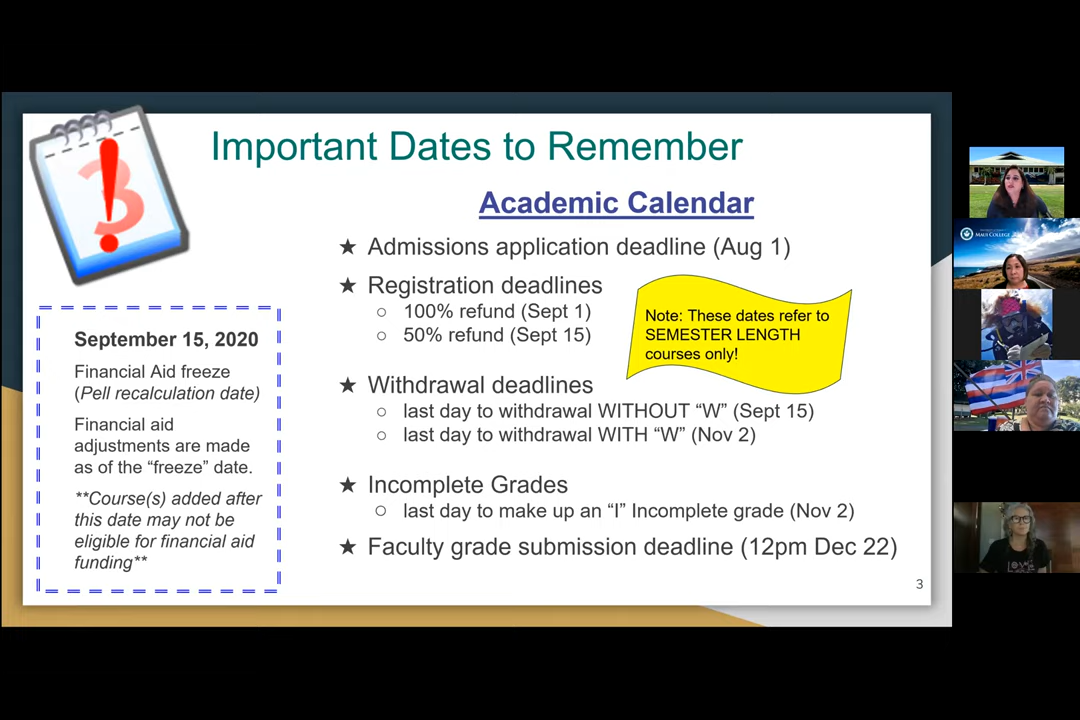 Important Dates to Remember
Academic Calendar
★ Admissions application deadline (Aug 1)
★ Registration deadlines
○ 100% refund (Sept 1)
○ 50% refund (Sept 15)
Note: These dates refer to
SEMESTER LENGTH
courses only!
★ Withdrawal deadlines
○ last day to withdrawal WITHOUT “W” (Sept 15)
○ last day to withdrawal WITH “W” (Nov 2)
★ Incomplete Grades
○ last day to make up an “I” Incomplete grade (Nov 2)
★ Faculty grade submission deadline (12pm Dec 22)
3
September 15, 2020
Financial Aid freeze
(Pell recalculation date)
Financial aid
adjustments are made
as of the “freeze” date.
**Course(s) added after
this date may not be
eligible for financial aid
funding**
3
MAUI COLLEGE